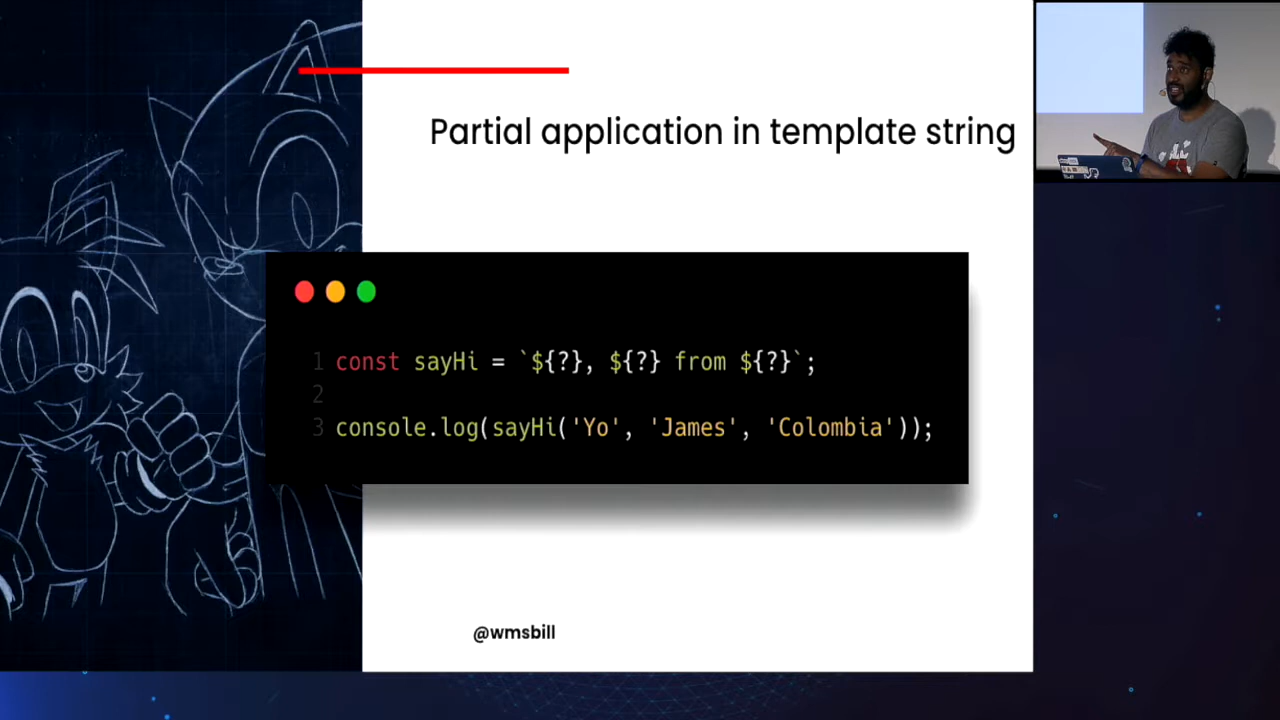 Partial application in template string
1 const sayHi = `${?}, ${?} from ${?}`;
2
3 console.log(sayHi('Yo', 'James', 'Colombia'));
@wmsbill